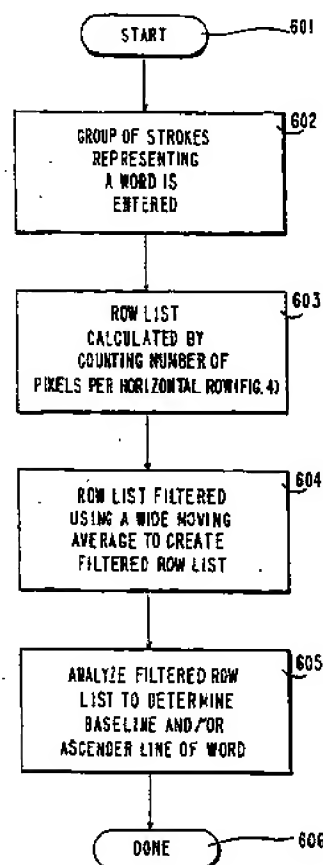 START
601
602
GROUP OF STROKES
REPRESENTING
A WORD IS
ENTERED
603
ROW LIST
CALCULATED BY
COUNTING NUMBER OF
PIXELS PER HORIZONTAL ROW (FIG. 4)
604
ROW LIST FILTERED
USING A WIDE MOVING
AVERAGE TO CREATE
FILTERED ROW LIST
605
ANALYZE FILTERED ROW
LIST TO DETERMINE
BASELINE AND/OR
ASCENDER LINE OF WORD
DONE
606